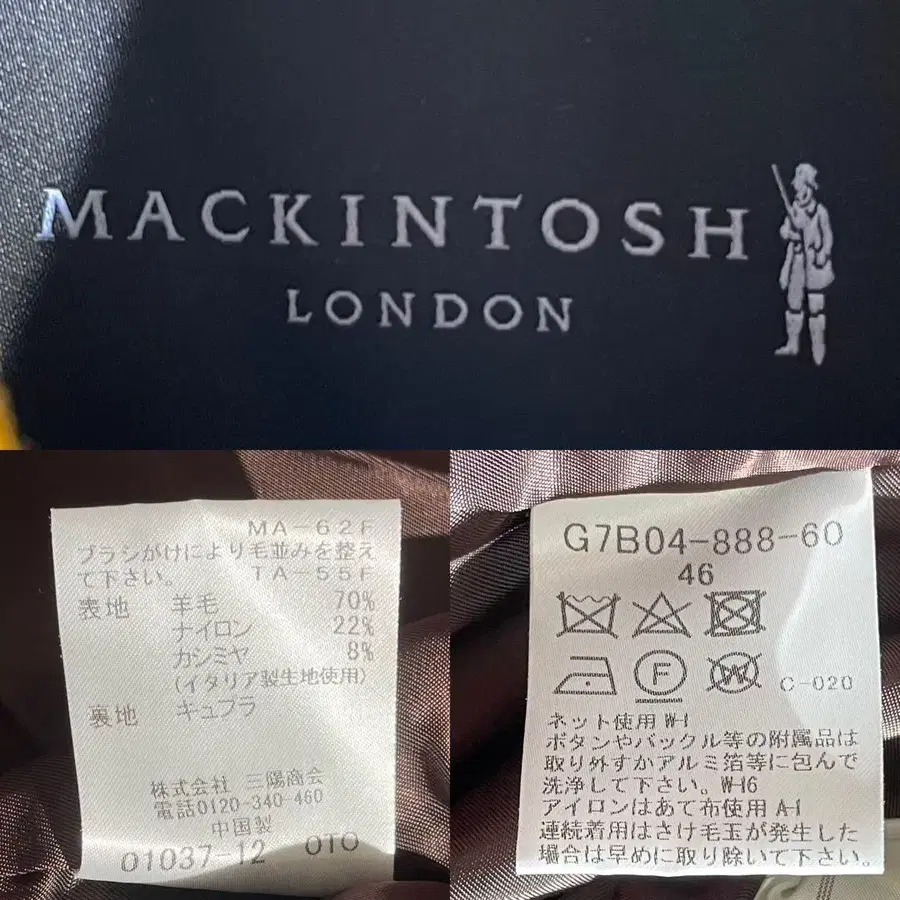 MACKINTOSH
LONDON
MA-62F
ブラシがけにより毛並みを控え
て下さい。 TA-55F
表地 羊毛 70%
ナイロン 22%
カシミヤ 8%
(イタリア製生地使用)
裏地 キュプラ
株式会社 三陽商会
電話0120-340-460
中国製
01037-12 OTO
G7B04-888-60
46
F
W
C-020
ネット使用 W-1
ボタンやバックル等の附属品は
取り外すかアルミ箔等に包んで
洗浄して下さい。W-16
アイロンはあて布使用 A-1
連続着用はさけ毛玉が発生した
場合は早めに取り除いて下さい。